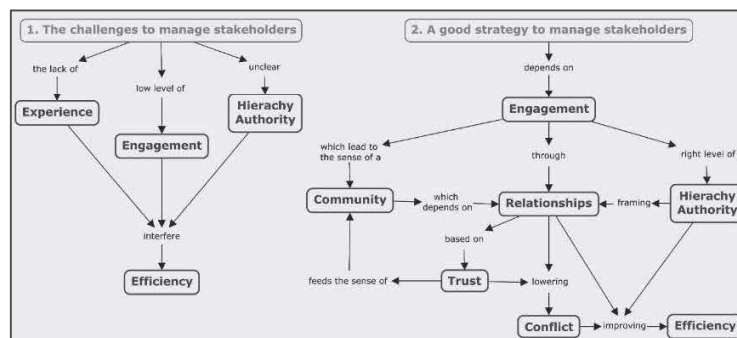 1. The challenges to manage stakeholders
the lack of
low level of
unclear
Experience
Engagement
Hierachy
Authority
interfere
Efficiency
2. A good strategy to manage stakeholders
depends on
Engagement
which lead to
the sense of a
through
right level of
Community
which
depends on
Relationships
framing
Hierachy
Authority
based on
feeds the sense of
Trust
lowering
Conflict
improving
Efficiency